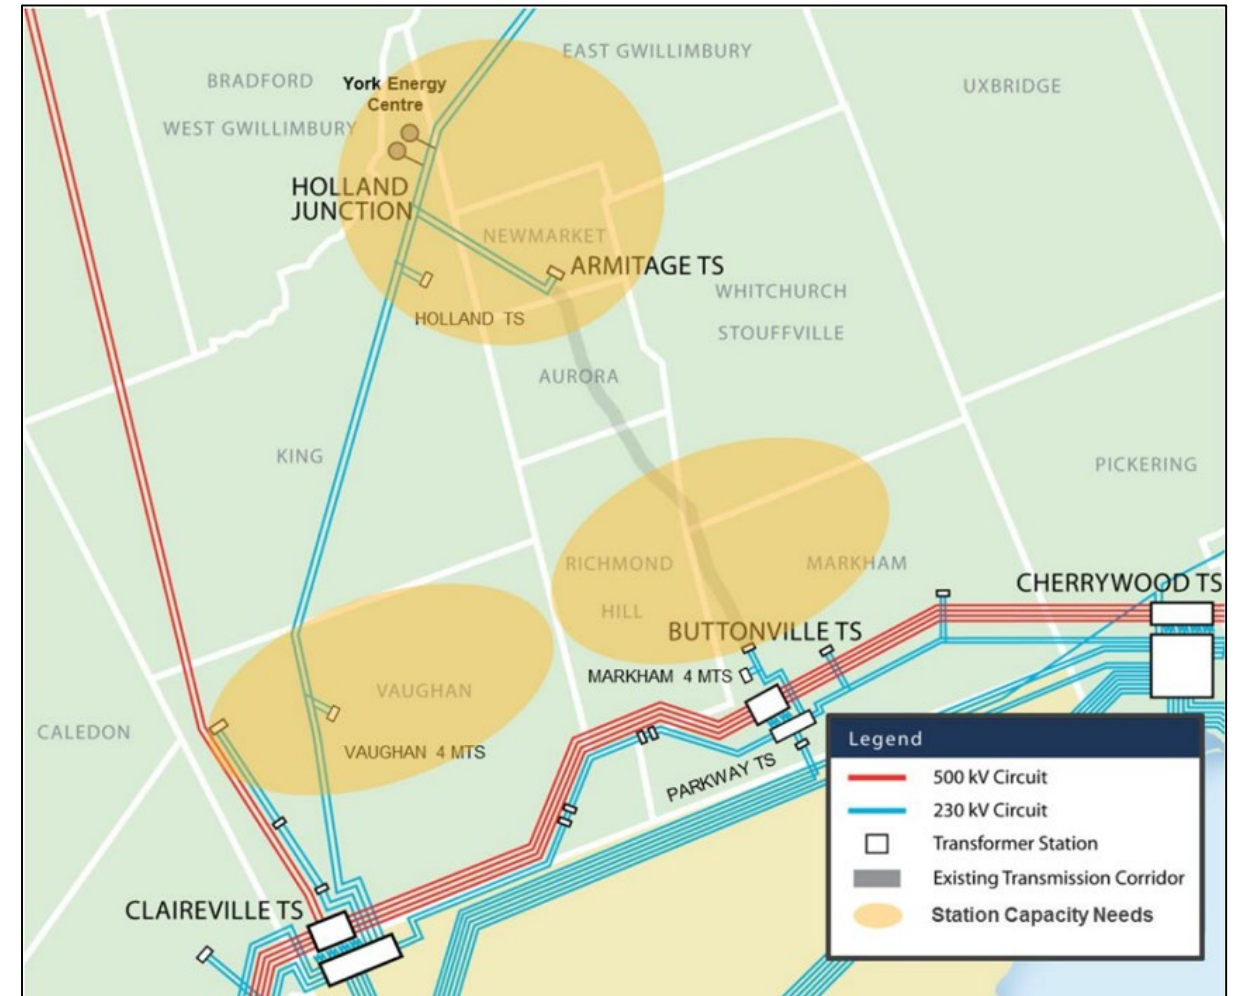 EAST GWILLIMBURY
BRADFORD
York Energy
Centre
UXBRIDGE
WEST GWILLIMBURY
HOLLAND
JUNCTION
NEWMARKET
ARMITAGE TS
WHITCHURCH
HOLLAND TS
STOUFFVILLE
AURORA
KING
PICKERING
RICHMOND
MARKHAM
CHERRYWOOD TS
HILL
BUTTONVILLE TS
MARKHAM 4 MTS
VAUGHAN
CALEDON
VAUGHAN 4 MTS
PARKWAY TS
Legend
500 kV Circuit
230 kV Circuit
Transformer Station
Existing Transmission Corridor
Station Capacity Needs
CLAIREVILLE TS